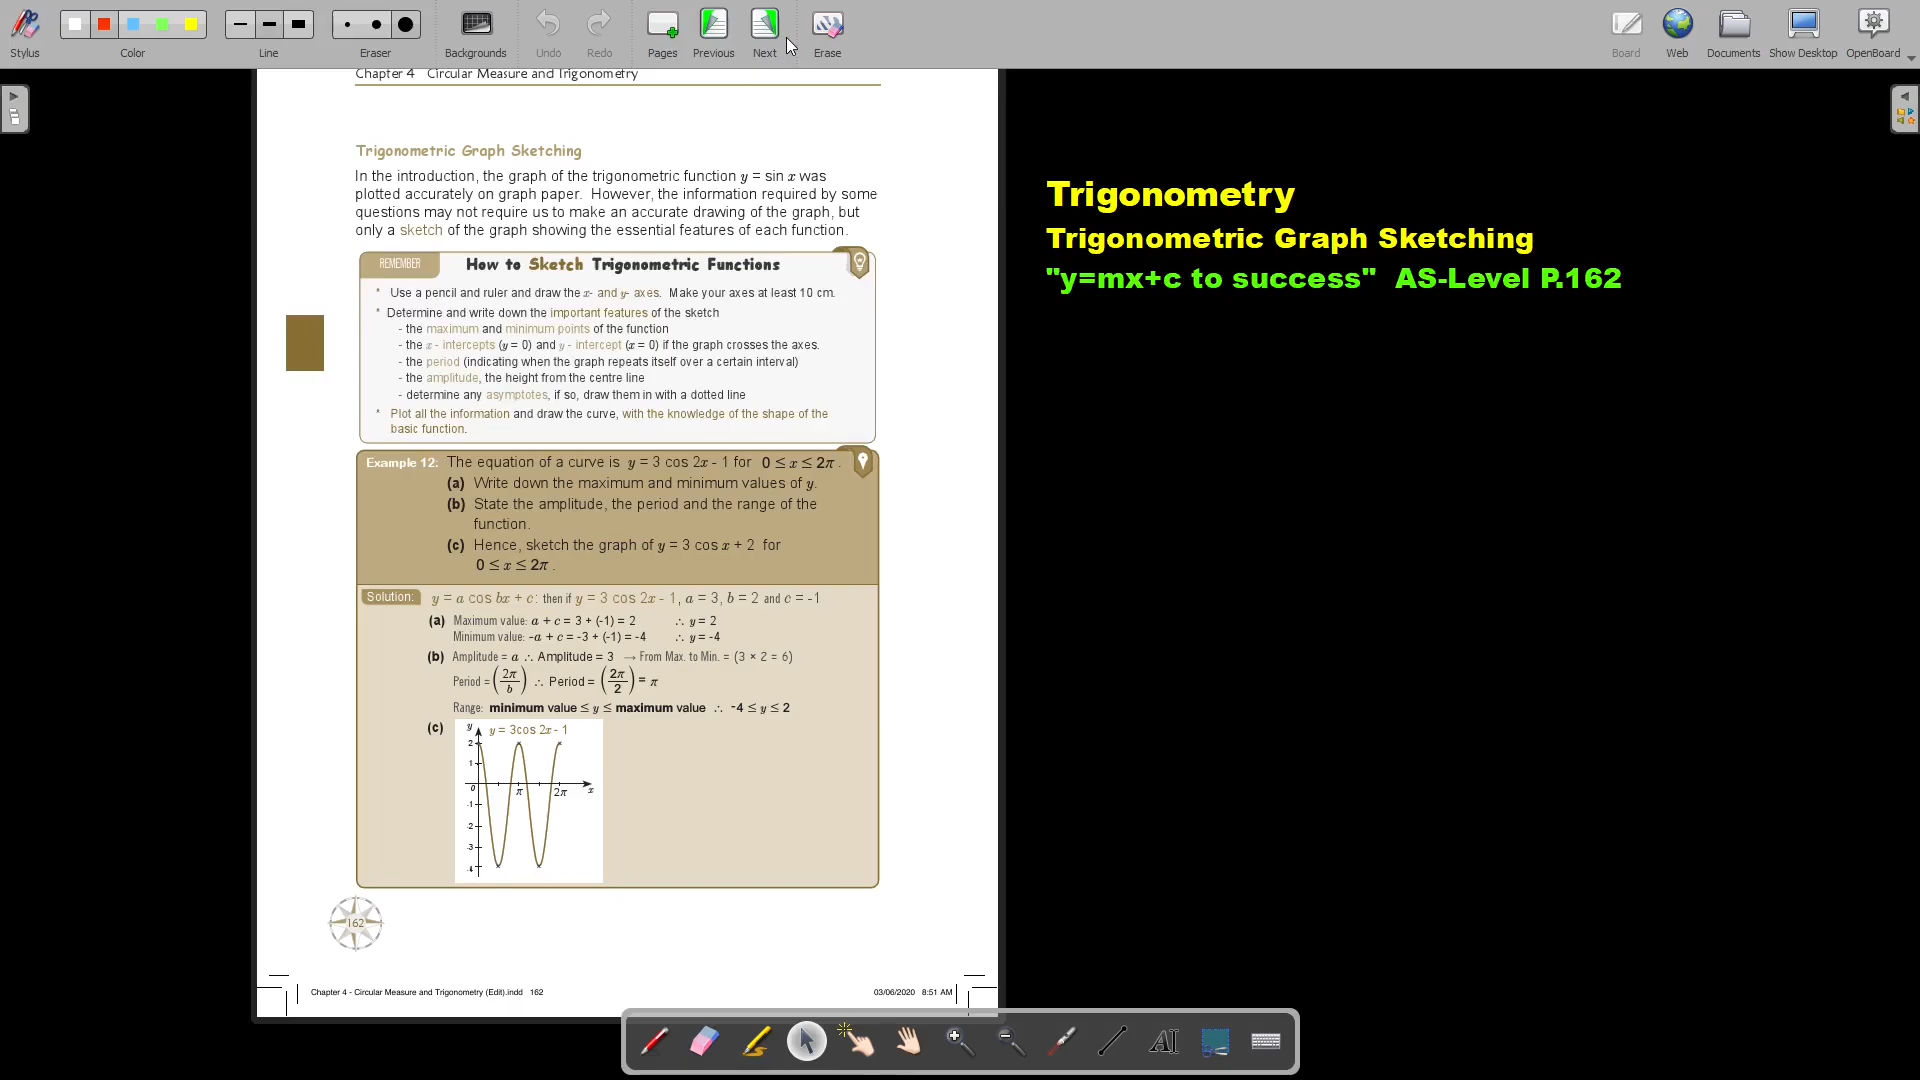 Stylus
Color
Line
Eraser
Backgrounds
Undo
Redo
Pages
Previous
Next
Erase
Board
Web
Documents
Show Desktop
OpenBoard
Chapter 4 Circular Measure and Trigonometry
Trigonometric Graph Sketching
In the introduction, the graph of the trigonometric function y = sin x was
plotted accurately on graph paper. However, the information required by some
questions may not require us to make an accurate drawing of the graph, but
only a sketch of the graph showing the essential features of each function.
REMEMBER
How to Sketch Trigonometric Functions
* Use a pencil and ruler and draw the x- and y- axes. Make your axes at least 10 cm.
* Determine and write down the important features of the sketch
- the maximum and minimum points of the function
- the x - intercepts (y = 0) and y - intercept (x = 0) if the graph crosses the axes.
- the period (indicating when the graph repeats itself over a certain interval)
- the amplitude, the height from the centre line
- determine any asymptotes, if so, draw them in with a dotted line
* Plot all the information and draw the curve, with the knowledge of the shape of the
basic function.
Example 12: The equation of a curve is y = 3 cos 2x - 1 for 0 ≤ x ≤ 2π .
(a) Write down the maximum and minimum values of y.
(b) State the amplitude, the period and the range of the
function.
(c) Hence, sketch the graph of y = 3 cos x + 2 for
0 ≤ x ≤ 2π .
Solution: y = a cos bx + c: then if y = 3 cos 2x - 1, a = 3, b = 2 and c = -1
(a) Maximum value: a + c = 3 + (-1) = 2 ∴ y = 2
Minimum value: -a + c = -3 + (-1) = -4 ∴ y = -4
(b) Amplitude = a ∴ Amplitude = 3 → From Max. to Min. = (3 × 2 = 6)
Period = (2π/b) ∴ Period = (2π/2) = π
Range: minimum value ≤ y ≤ maximum value ∴ -4 ≤ y ≤ 2
(c)
y
y = 3cos 2x - 1
2
1
0
π
2π
x
-1
-2
-3
-4
162
Chapter 4 - Circular Measure and Trigonometry (Edit).indd 162
03/06/2020 8:51 AM
Trigonometry
Trigonometric Graph Sketching
"y=mx+c to success" AS-Level P.162